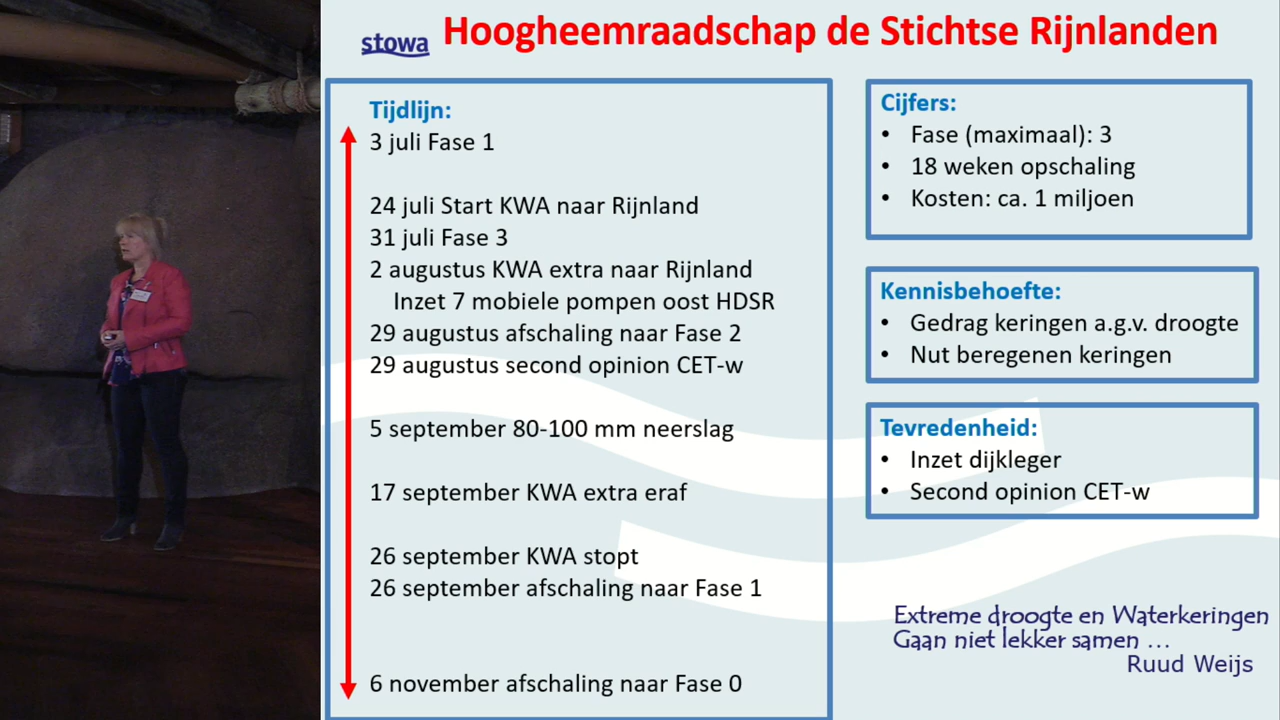 stowa
Hoogheemraadschap de Stichtse Rijnlanden
Tijdlijn:
3 juli Fase 1
24 juli Start KWA naar Rijnland
31 juli Fase 3
2 augustus KWA extra naar Rijnland
Inzet 7 mobiele pompen oost HDSR
29 augustus afschaling naar Fase 2
29 augustus second opinion CET-w
5 september 80-100 mm neerslag
17 september KWA extra eraf
26 september KWA stopt
26 september afschaling naar Fase 1
6 november afschaling naar Fase 0
Cijfers:
• Fase (maximaal): 3
• 18 weken opschaling
• Kosten: ca. 1 miljoen
Kennisbehoefte:
• Gedrag keringen a.g.v. droogte
• Nut beregenen keringen
Tevredenheid:
• Inzet dijkleger
• Second opinion CET-w
Extreme droogte en Waterkeringen
Gaan niet lekker samen ...
Ruud Weijs